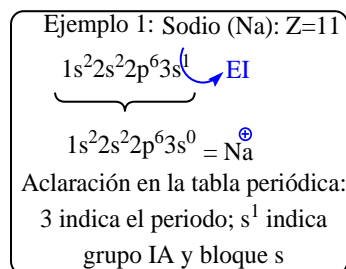 Ejemplo 1: Sodio (Na): Z=11
1s²2s²2p⁶3s¹ EI
1s²2s²2p⁶3s⁰ = Na⊕
Aclaración en la tabla periódica:
3 indica el periodo; s¹ indica
grupo IA y bloque s